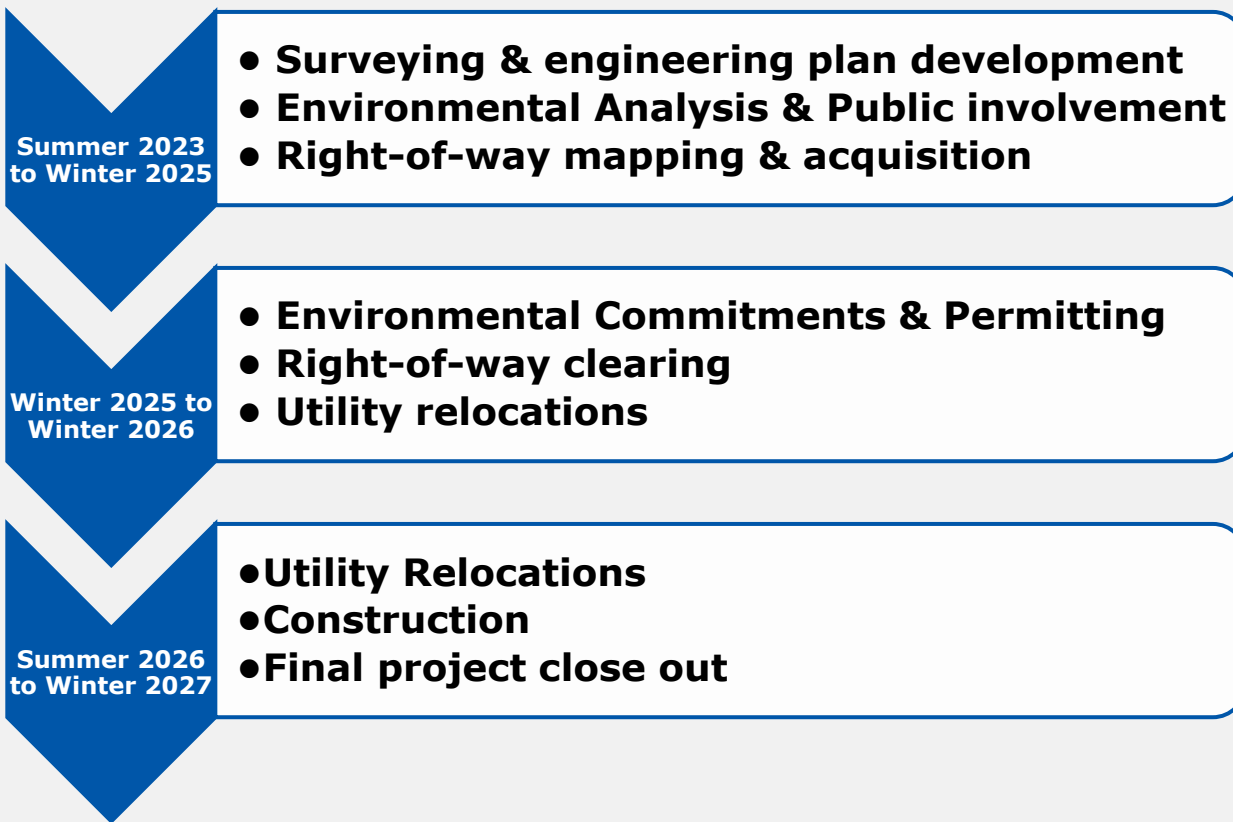 Summer 2023
to Winter 2025
● Surveying & engineering plan development
● Environmental Analysis & Public involvement
● Right-of-way mapping & acquisition
Winter 2025 to
Winter 2026
● Environmental Commitments & Permitting
● Right-of-way clearing
● Utility relocations
Summer 2026
to Winter 2027
●Utility Relocations
●Construction
●Final project close out